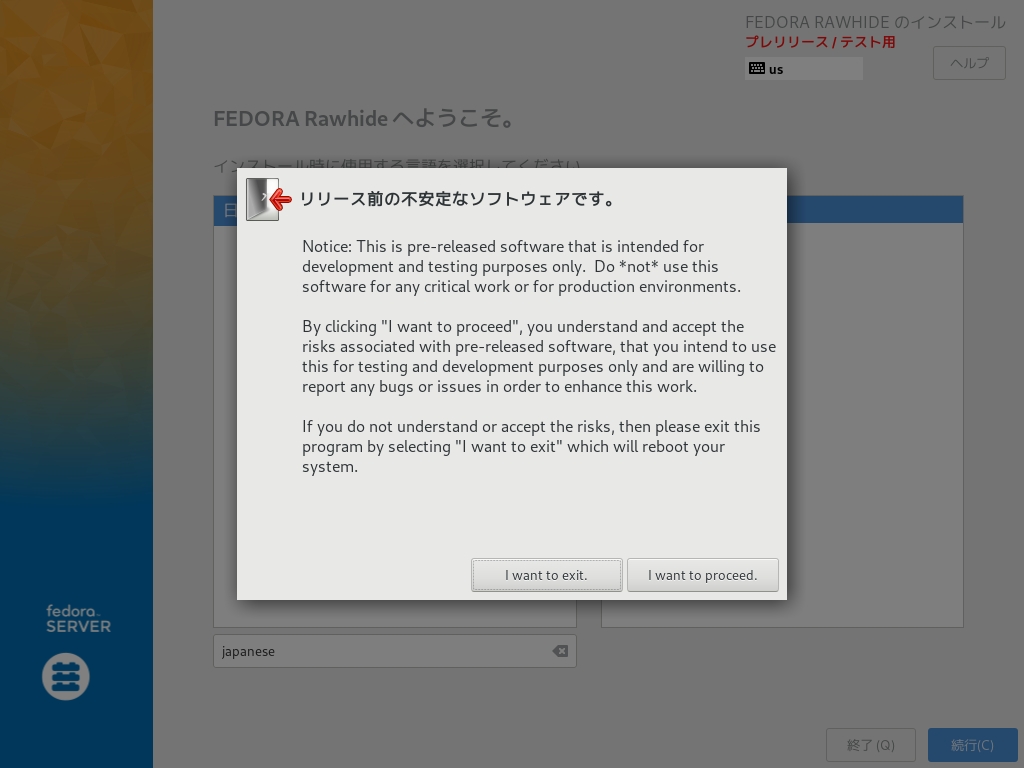 FEDORA RAWHIDE のインストール
プレリリース / テスト用
us
ヘルプ
FEDORA Rawhide へようこそ。
インストール時に使用する言語を選択してください
日
リリース前の不安定なソフトウェアです。
Notice: This is pre-released software that is intended for
development and testing purposes only.  Do *not* use this
software for any critical work or for production environments.
By clicking "I want to proceed", you understand and accept the
risks associated with pre-released software, that you intend to use
this for testing and development purposes only and are willing to
report any bugs or issues in order to enhance this work.
If you do not understand or accept the risks, then please exit this
program by selecting "I want to exit" which will reboot your
system.
I want to exit.
I want to proceed.
fedora
SERVER
japanese
終了(Q)
続行(C)